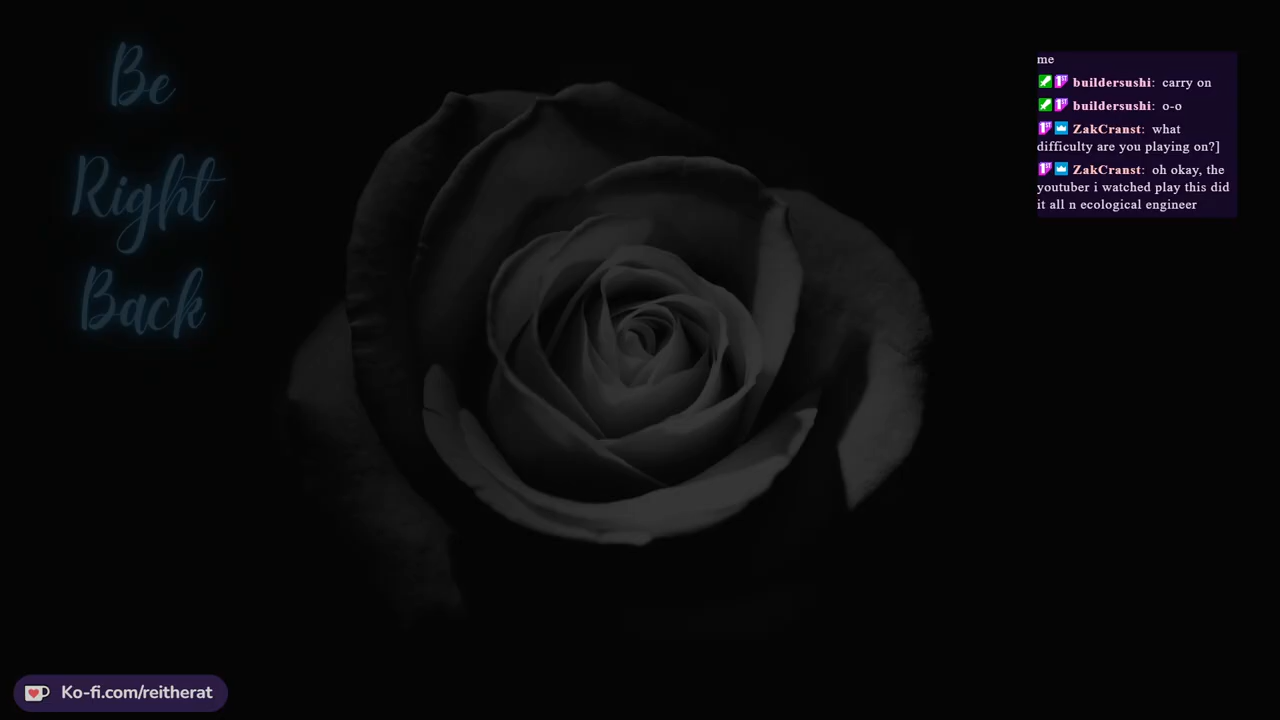 Be
Right
Back
me
buildersushi: carry on
buildersushi: o-o
ZakCranst: what
difficulty are you playing on?]
ZakCranst: oh okay, the
youtuber i watched play this did
it all n ecological engineer
Ko-fi.com/reitherat